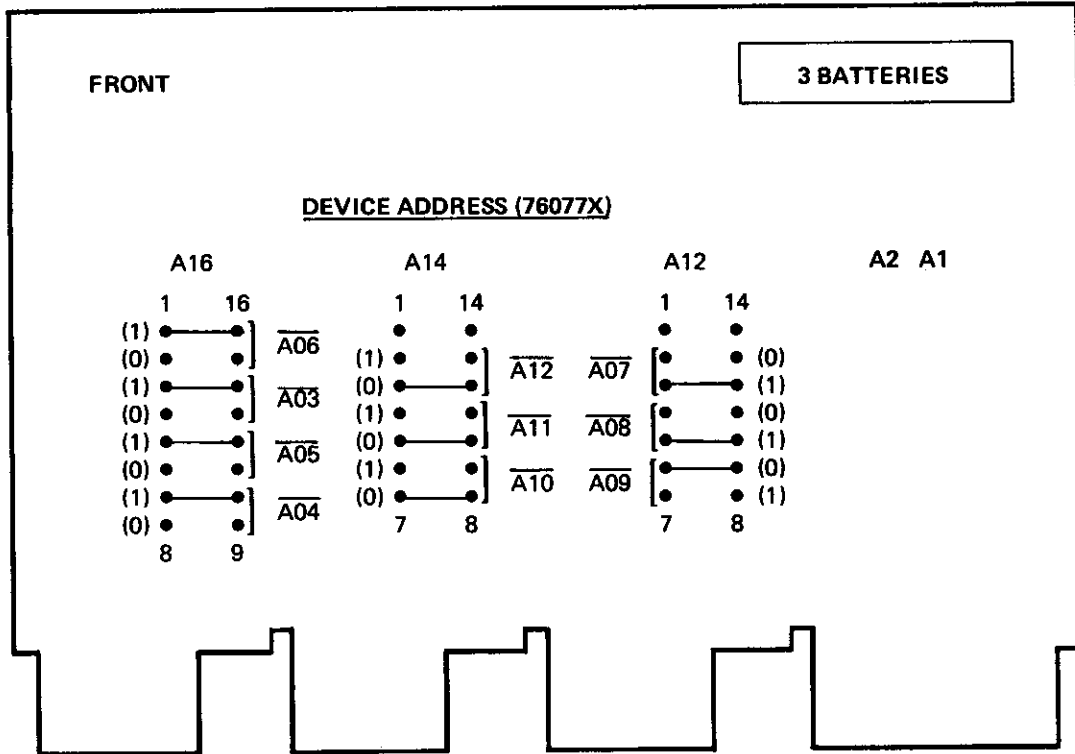 FRONT
3 BATTERIES
DEVICE ADDRESS (76077X)
A16 A14 A12 A2 A1
1 16 1 14 1 14
(1) A06
(0) (1) A12 A07 (0)
(1) A03 (0) (1)
(0) (1) A11 A08 (0)
(1) A05 (0) (1)
(0) (1) A10 A09 (0)
(1) A04 (0) (1)
(0) 7 8 7 8
8 9